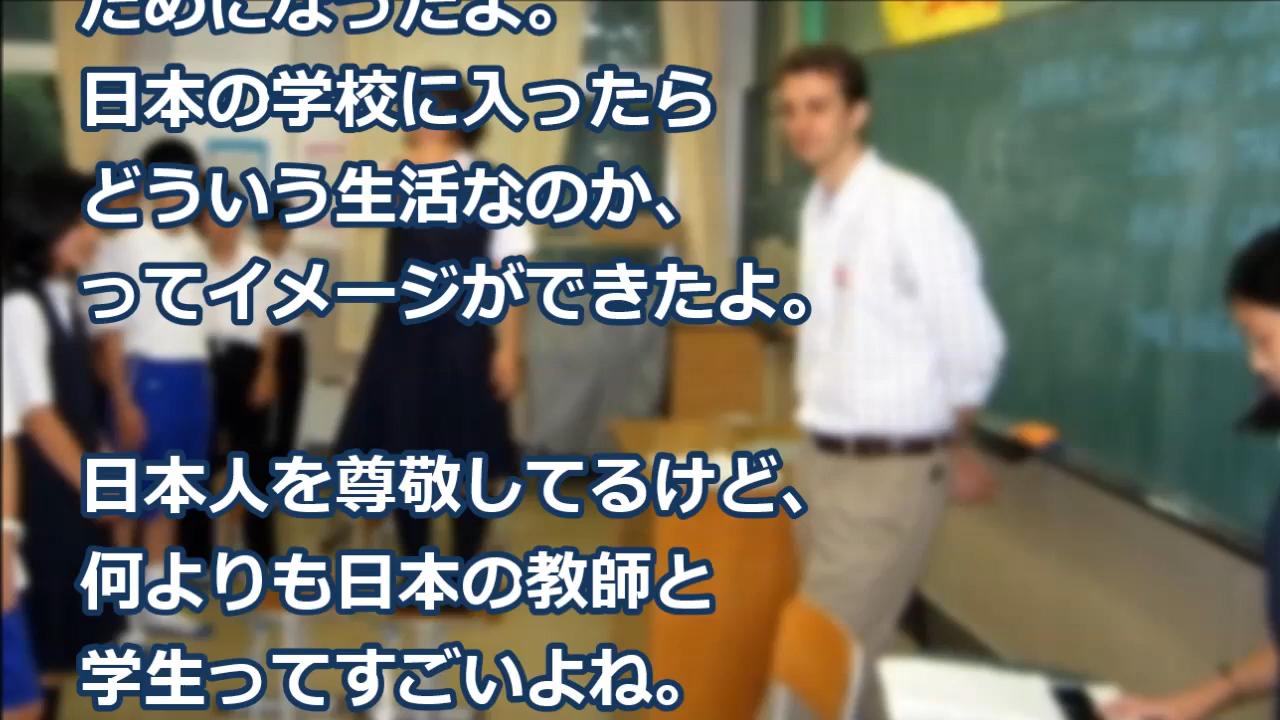 ためになったよ。
日本の学校に入ったら
どういう生活なのか、
ってイメージができたよ。
日本人を尊敬してるけど、
何よりも日本の教師と
学生ってすごいよね。